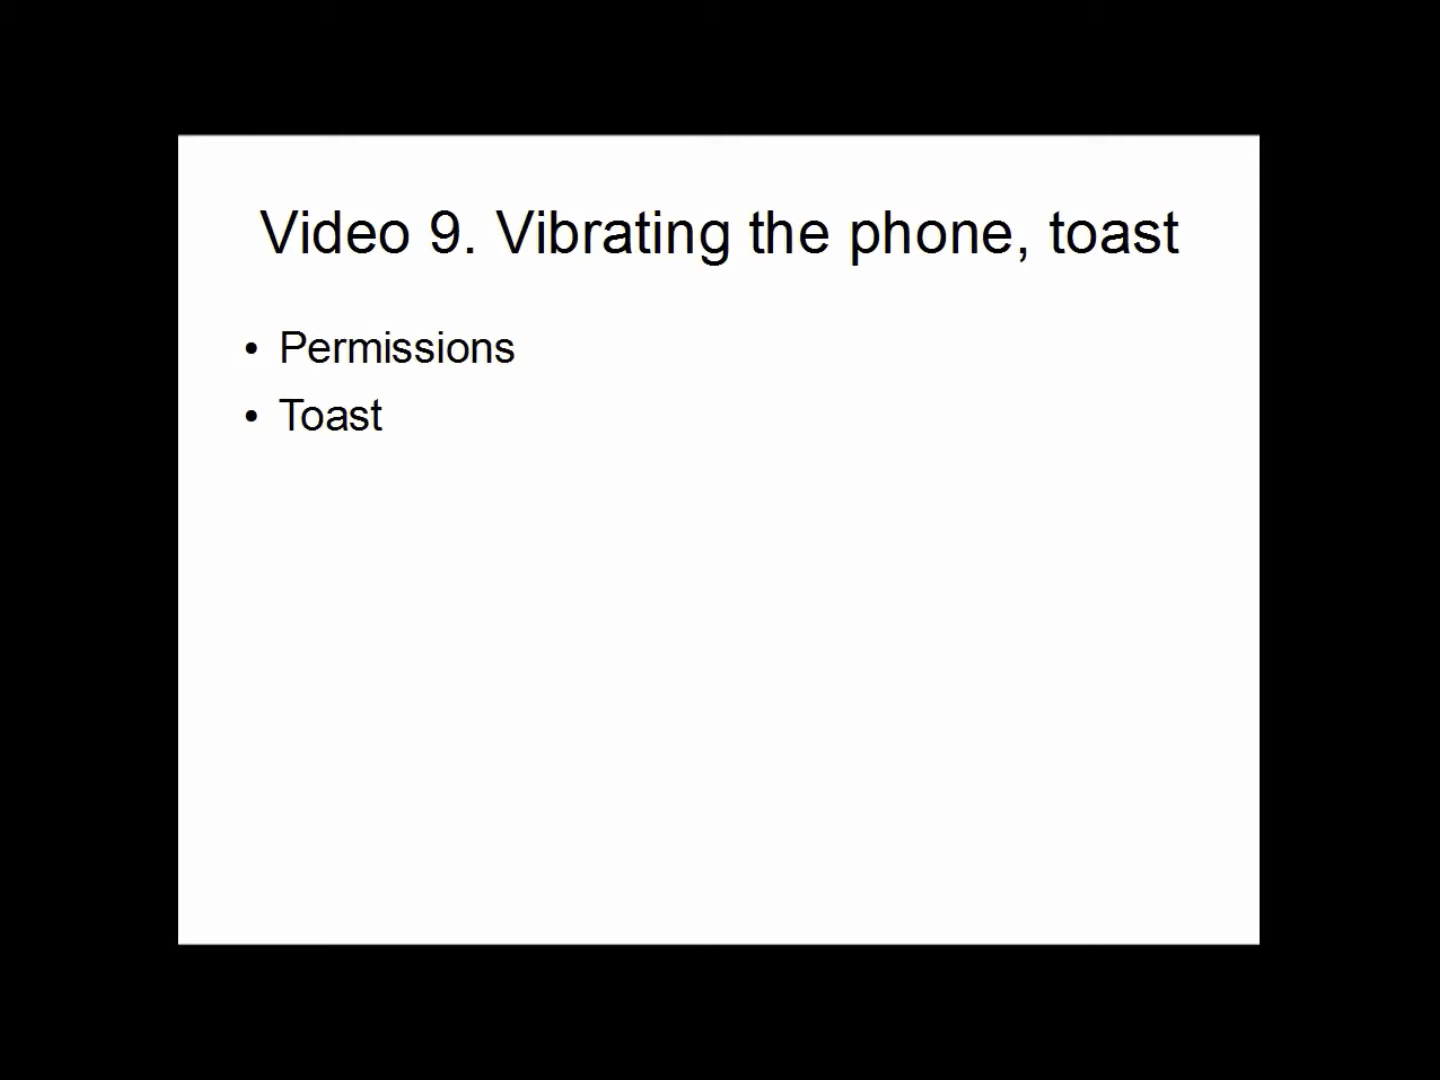 Video 9. Vibrating the phone, toast
• Permissions
• Toast